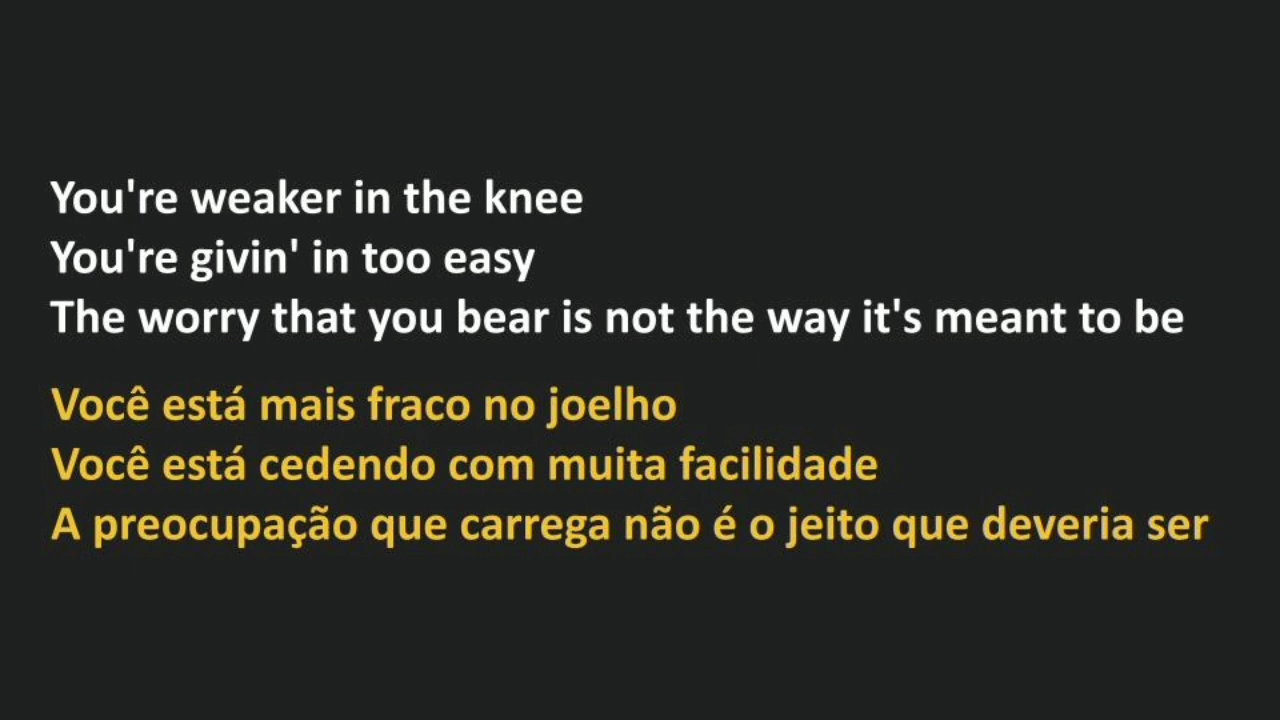 You're weaker in the knee
You're givin' in too easy
The worry that you bear is not the way it's meant to be
Você está mais fraco no joelho
Você está cedendo com muita facilidade
A preocupação que carrega não é o jeito que deveria ser